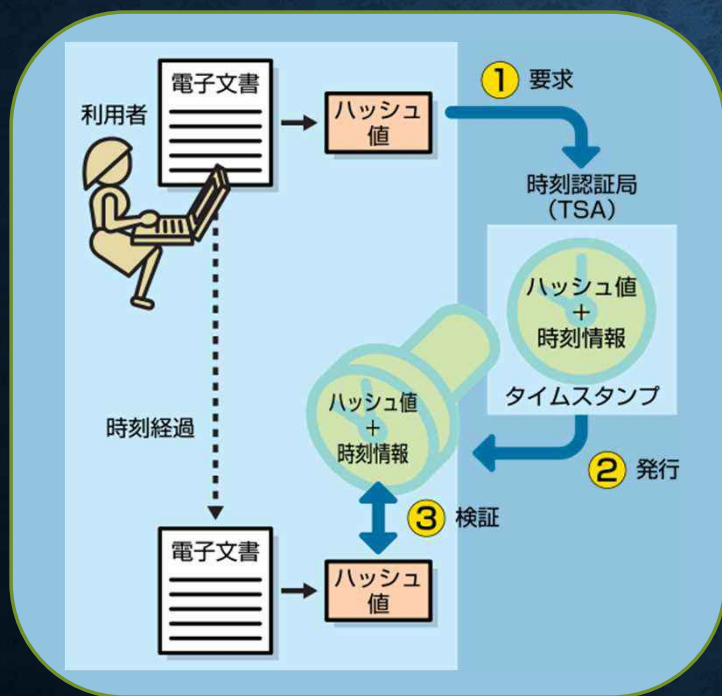 電子文書
利用者
ハッシュ
値
① 要求
時刻認証局
(TSA)
ハッシュ値
+
時刻情報
タイムスタンプ
ハッシュ値
+
時刻情報
② 発行
時刻経過
③ 検証
電子文書
ハッシュ
値